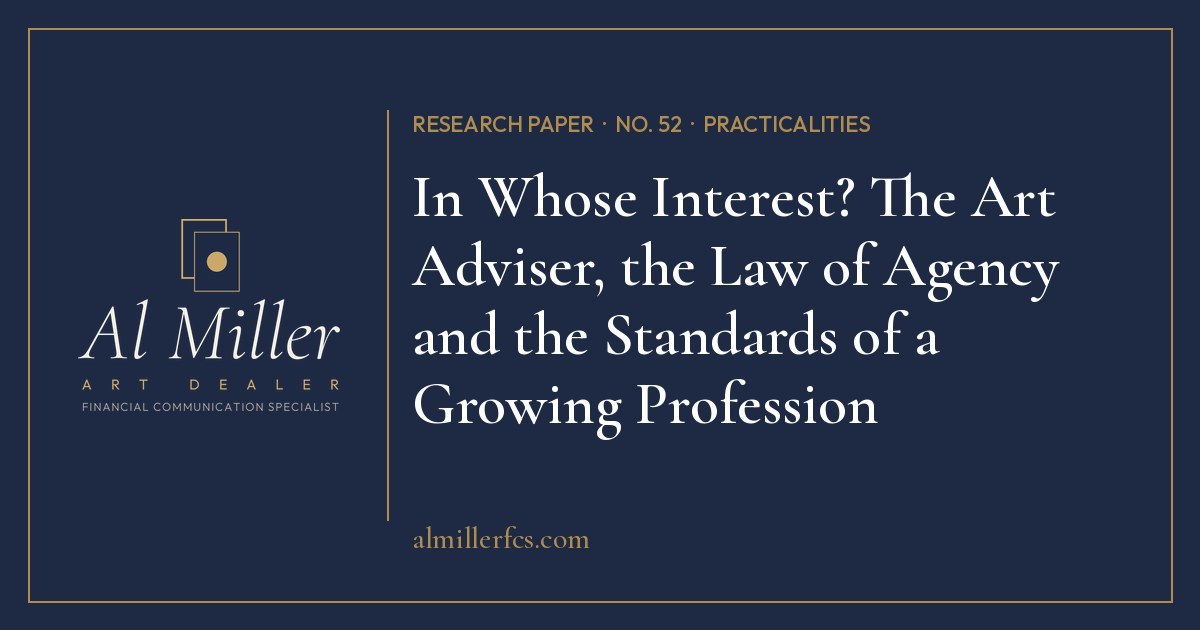 RESEARCH PAPER · NO. 52 · PRACTICALITIES
In Whose Interest? The Art
Adviser, the Law of Agency
and the Standards of a
Growing Profession
Al Miller
ART DEALER
FINANCIAL COMMUNICATION SPECIALIST
almillerfcs.com